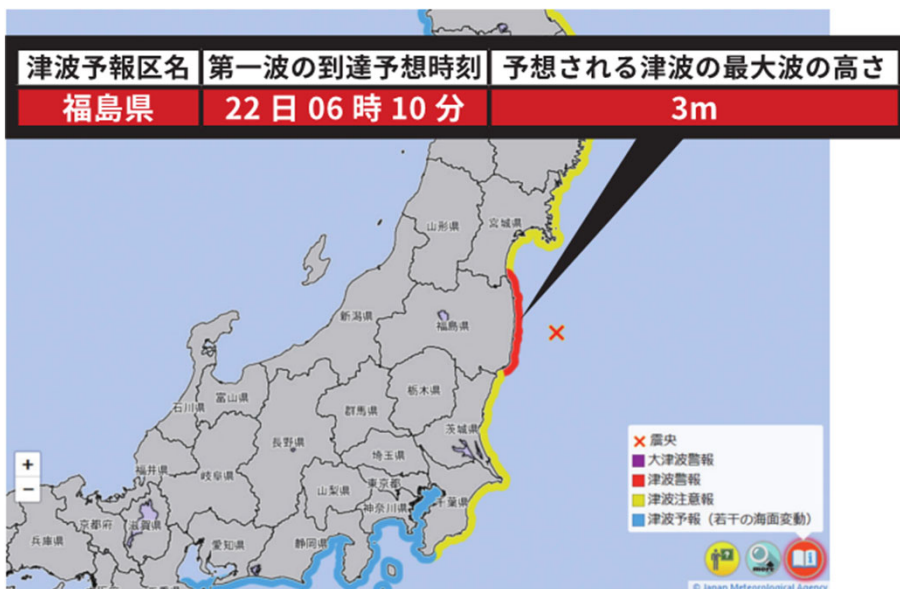 津波予報区名 第一波の到達予想時刻 予想される津波の最大波の高さ
福島県 22日06時10分 3m
山形県
宮城県
新潟県
福島県
栃木県
富山県
石川県
群馬県
茨城県
長野県
埼玉県
福井県
岐阜県
山梨県
東京都
千葉県
神奈川県
京都府
滋賀県
兵庫県
愛知県
静岡県
+
−
震央
大津波警報
津波警報
津波注意報
津波予報（若干の海面変動）
more
© Japan Meteorological Agency